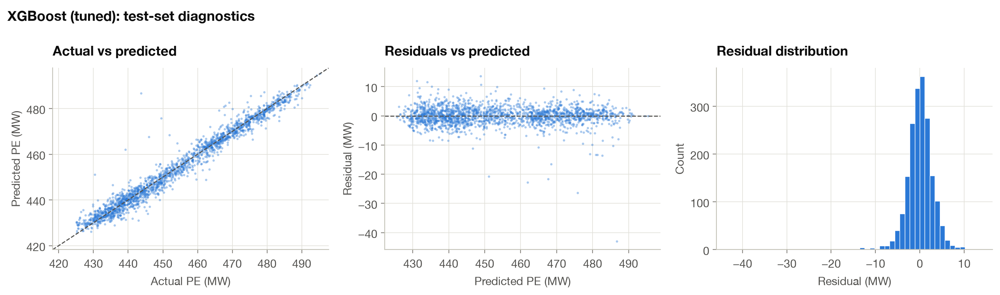 XGBoost (tuned): test-set diagnostics
Actual vs predicted
Predicted PE (MW)
480
460
440
420
420 430 440 450 460 470 480 490
Actual PE (MW)
Residuals vs predicted
Residual (MW)
10
0
−10
−20
−30
−40
430 440 450 460 470 480 490
Predicted PE (MW)
Residual distribution
Count
300
200
100
0
−40 −30 −20 −10 0 10
Residual (MW)